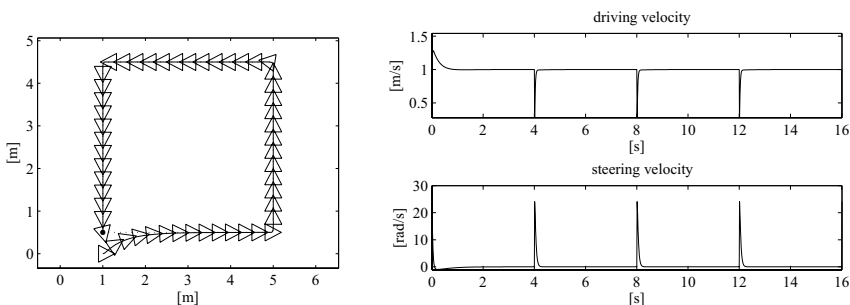 5
4
3
2
1
0
[m]
0 1 2 3 4 5 6
[m]
driving velocity
1.5
1
0.5
[m/s]
0 2 4 6 8 10 12 14 16
[s]
steering velocity
30
20
10
0
[rad/s]
0 2 4 6 8 10 12 14 16
[s]